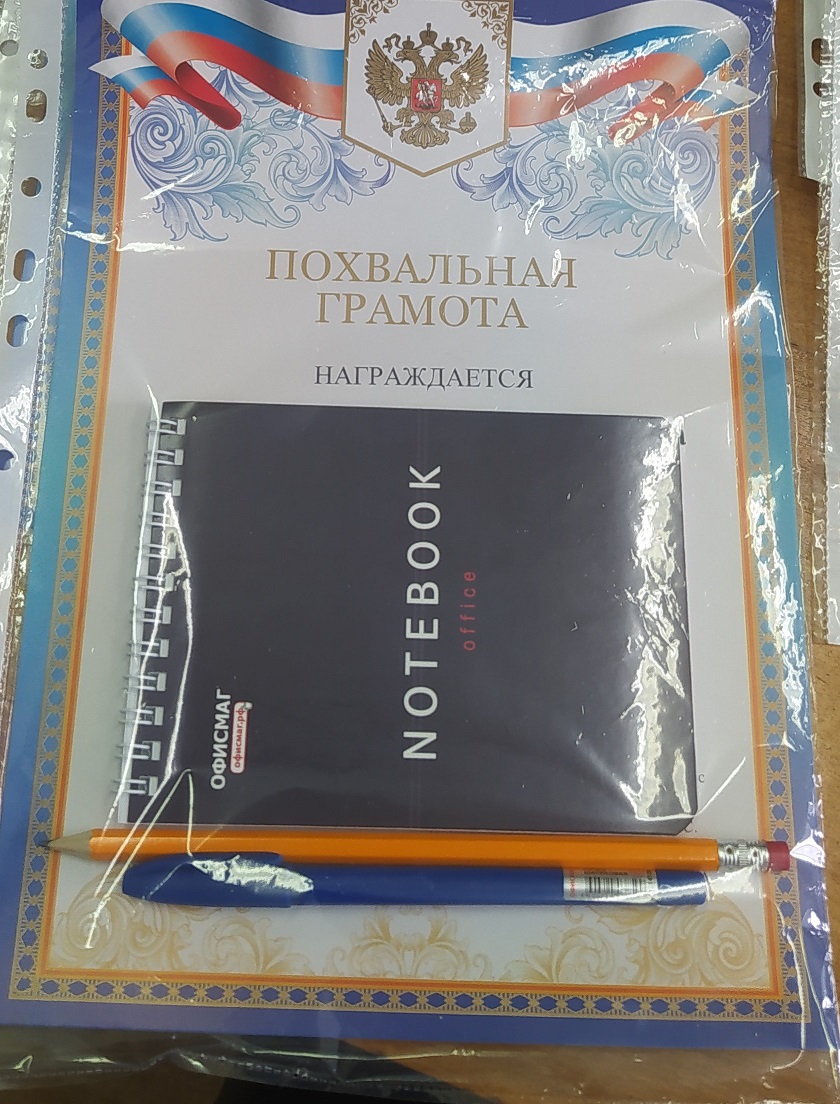 ПОХВАЛЬНАЯ
ГРАМОТА
НАГРАЖДАЕТСЯ
NOTEBOOK
office
ОФИСМАГ
офисмаг.рф